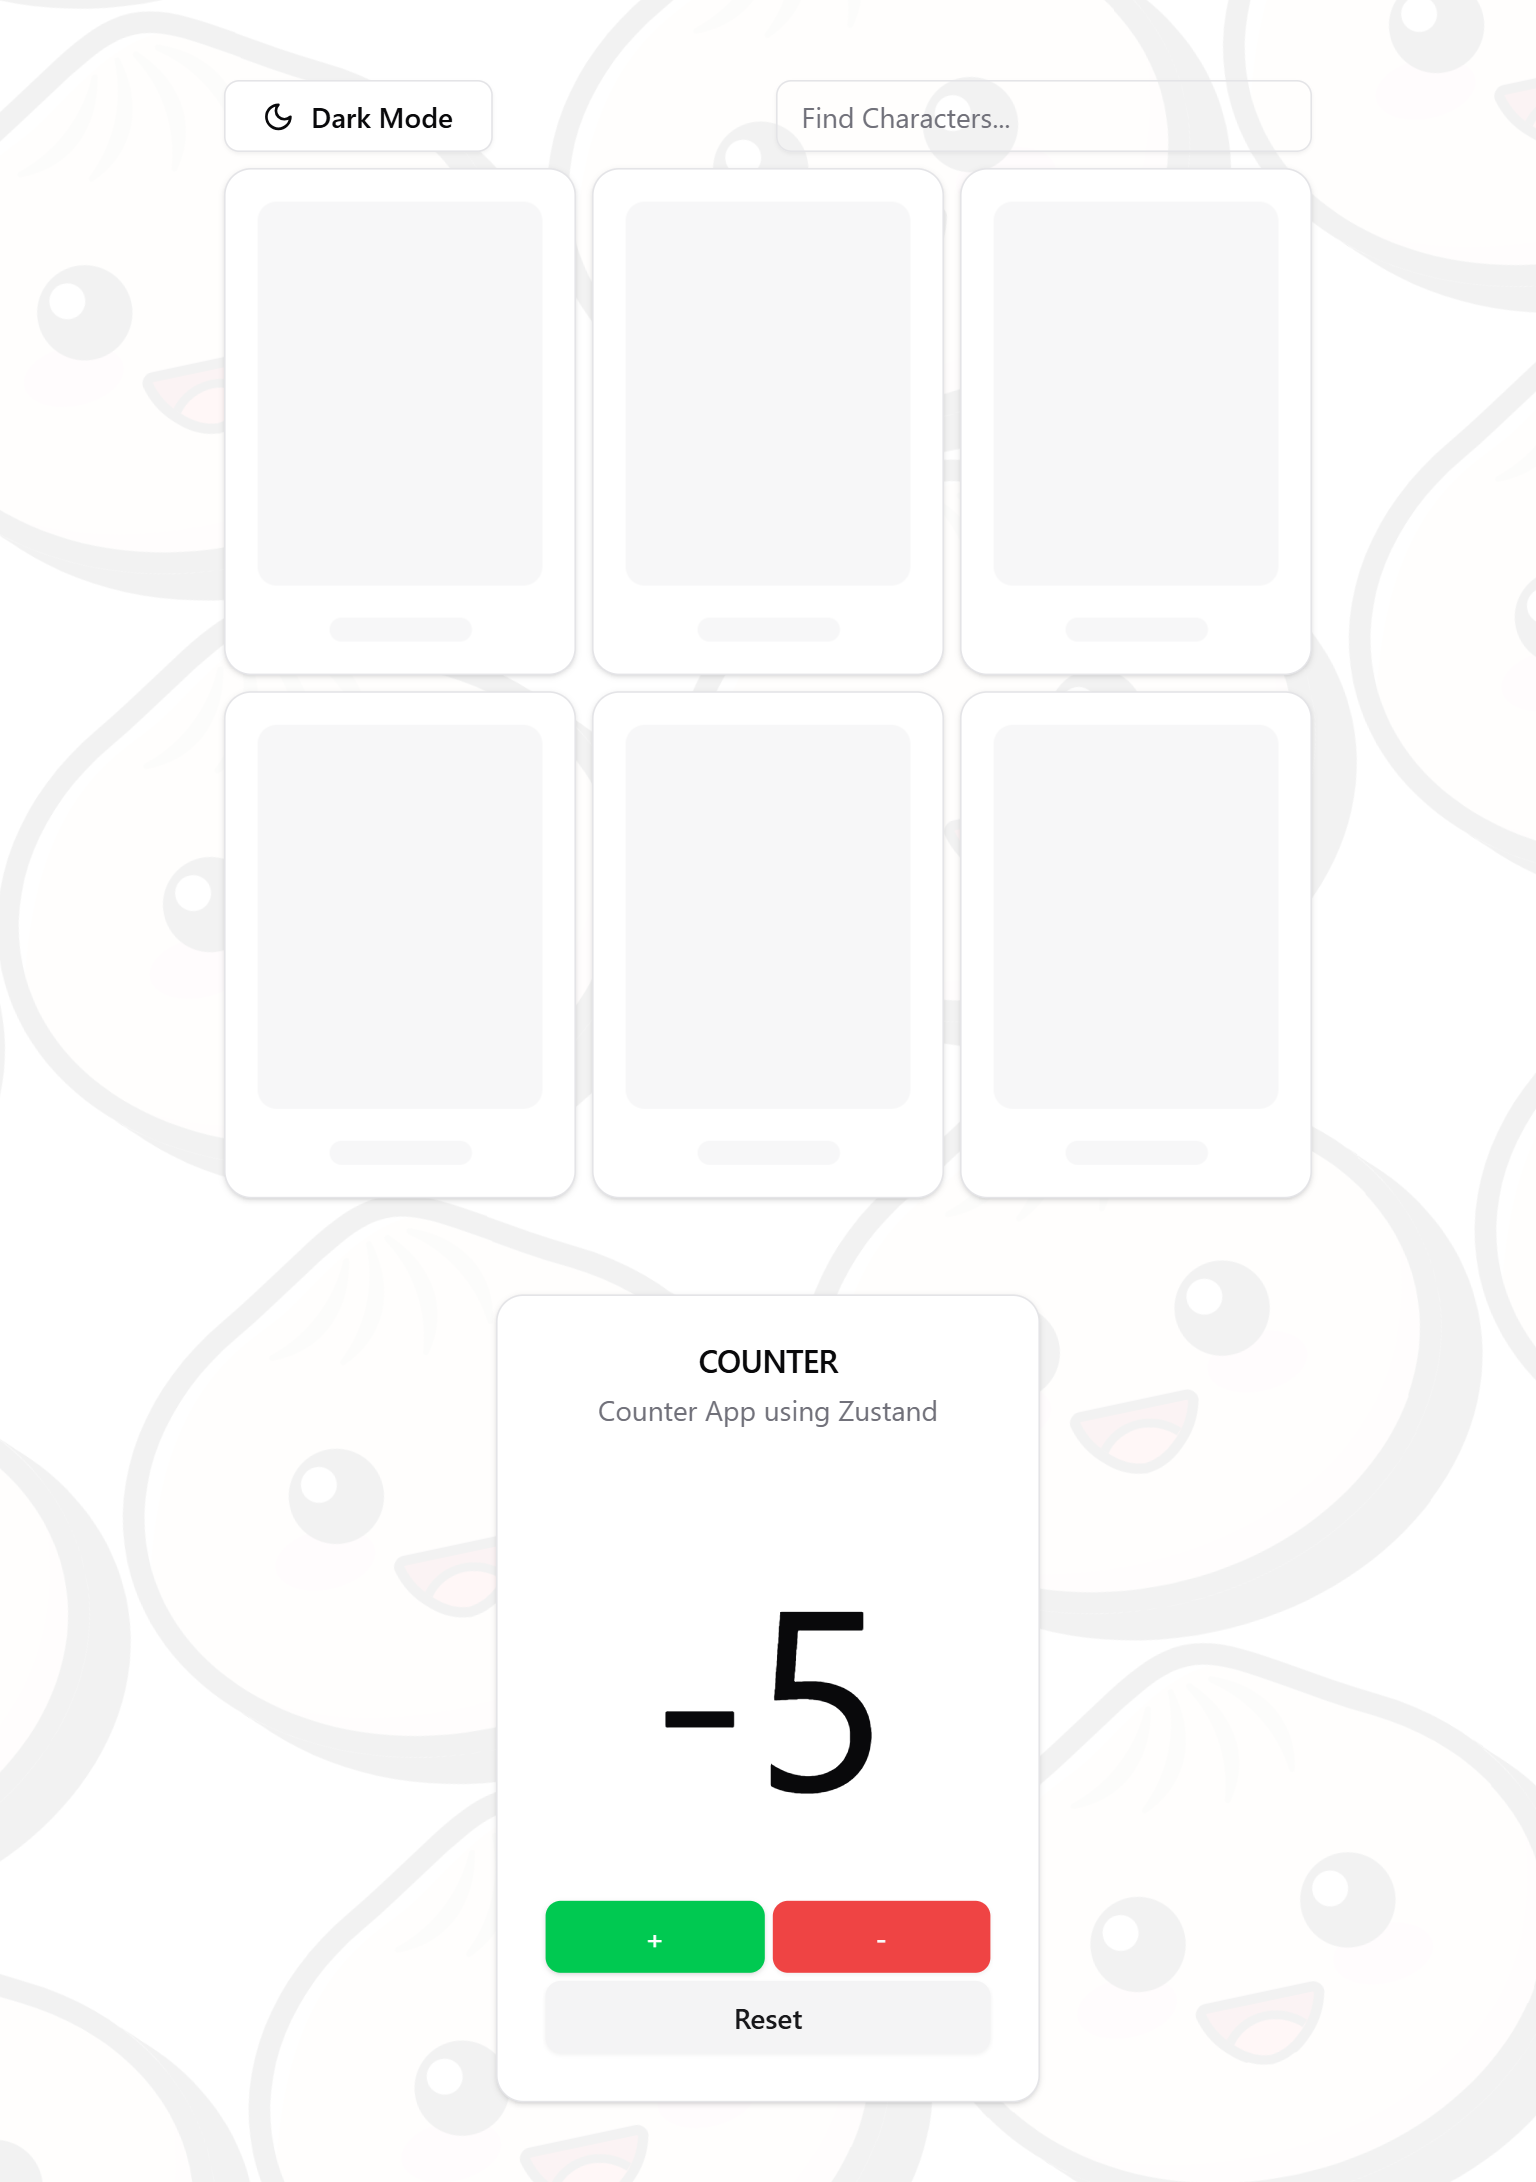 Dark Mode
Find Characters...
COUNTER
Counter App using Zustand
-5
+
-
Reset